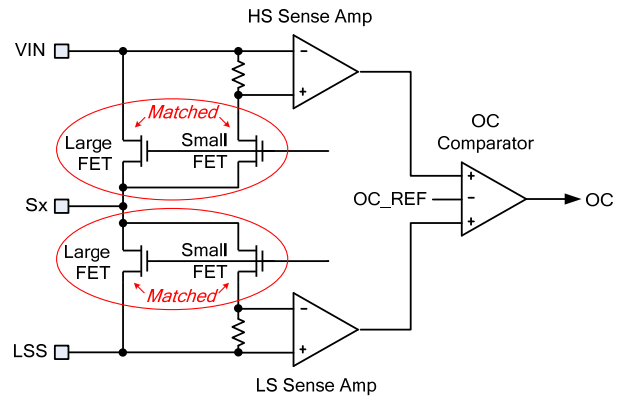 HS Sense Amp
VIN
−
+
Matched
Large
FET
Small
FET
OC
Comparator
Sx
OC_REF
+
−
+
OC
Large
FET
Small
FET
Matched
−
+
LSS
LS Sense Amp